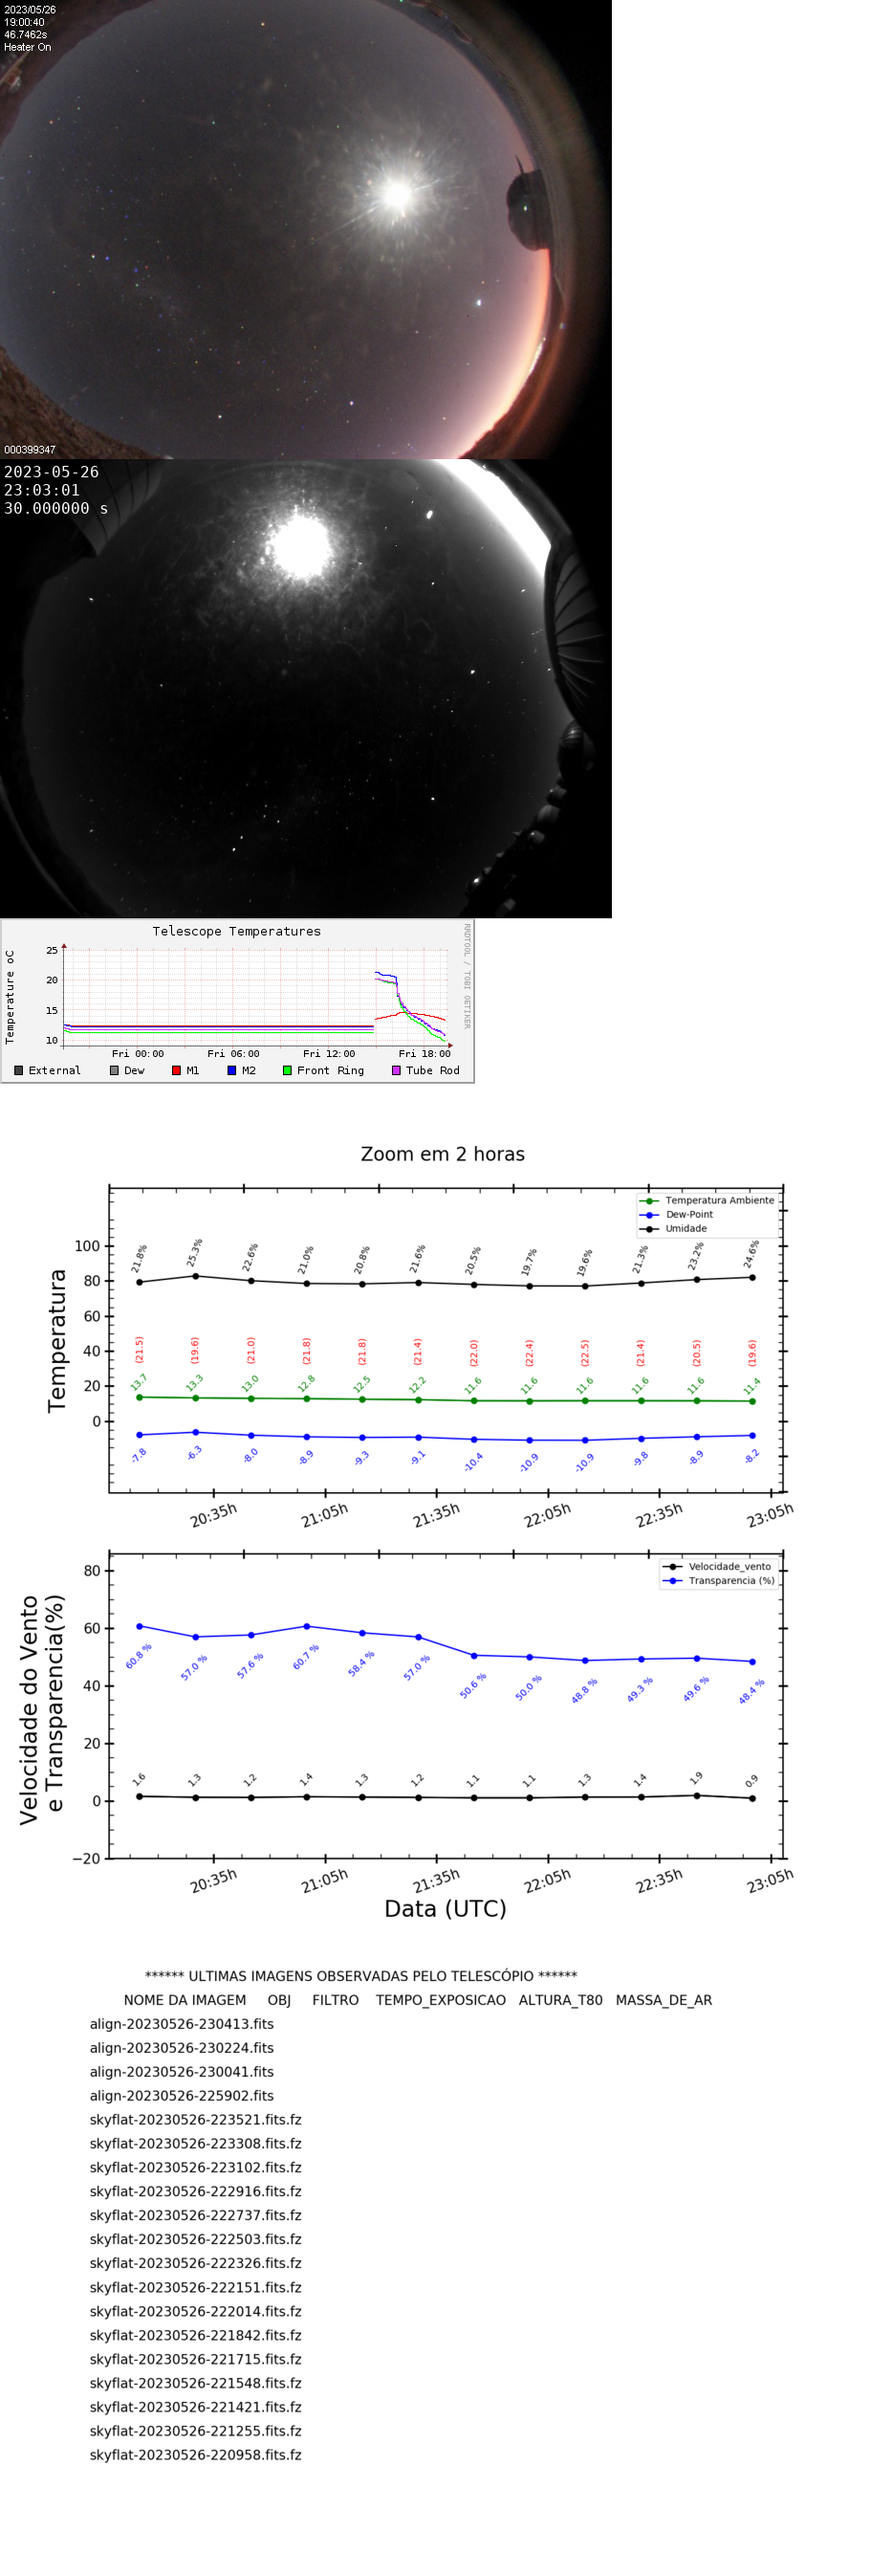 2023/05/26
19:00:40
46.7462s
Heater On
000399347
2023-05-26
23:03:01
30.000000 s
Telescope Temperatures
RRDTOOL / TOBI OETIKER
Temperature oC
25
20
15
10
Fri 00:00 Fri 06:00 Fri 12:00 Fri 18:00
External Dew M1 M2 Front Ring Tube Rod
Zoom em 2 horas
Temperatura Ambiente
Dew-Point
Umidade
Temperatura
100
80
60
40
20
0
21.8% 25.3% 22.6% 21.0% 20.8% 21.6% 20.5% 19.7% 19.6% 21.3% 23.2% 24.6%
(21.5) (19.6) (21.0) (21.8) (21.8) (21.4) (22.0) (22.4) (22.5) (21.4) (20.5) (19.6)
13.7 13.3 13.0 12.8 12.5 12.2 11.6 11.6 11.6 11.6 11.6 11.4
-7.8 -6.3 -8.0 -8.9 -9.3 -9.1 -10.4 -10.9 -10.9 -9.8 -8.9 -8.2
20:35h 21:05h 21:35h 22:05h 22:35h 23:05h
Velocidade_vento
Transparencia (%)
Velocidade do Vento
e Transparencia(%)
80
60
40
20
0
−20
60.8 % 57.0 % 57.6 % 60.7 % 58.4 % 57.0 % 50.6 % 50.0 % 48.8 % 49.3 % 49.6 % 48.4 %
1.6 1.3 1.2 1.4 1.3 1.2 1.1 1.1 1.3 1.4 1.9 0.9
20:35h 21:05h 21:35h 22:05h 22:35h 23:05h
Data (UTC)
****** ULTIMAS IMAGENS OBSERVADAS PELO TELESCÓPIO ******
NOME DA IMAGEM OBJ FILTRO TEMPO_EXPOSICAO ALTURA_T80 MASSA_DE_AR
align-20230526-230413.fits
align-20230526-230224.fits
align-20230526-230041.fits
align-20230526-225902.fits
skyflat-20230526-223521.fits.fz
skyflat-20230526-223308.fits.fz
skyflat-20230526-223102.fits.fz
skyflat-20230526-222916.fits.fz
skyflat-20230526-222737.fits.fz
skyflat-20230526-222503.fits.fz
skyflat-20230526-222326.fits.fz
skyflat-20230526-222151.fits.fz
skyflat-20230526-222014.fits.fz
skyflat-20230526-221842.fits.fz
skyflat-20230526-221715.fits.fz
skyflat-20230526-221548.fits.fz
skyflat-20230526-221421.fits.fz
skyflat-20230526-221255.fits.fz
skyflat-20230526-220958.fits.fz